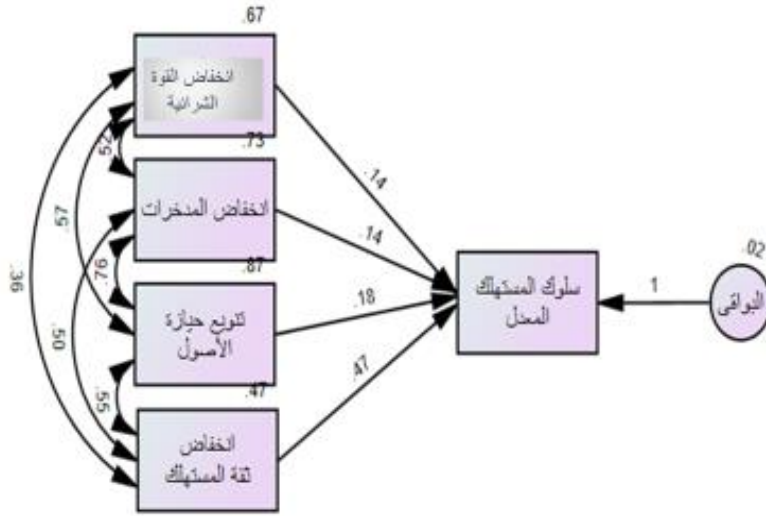 .67
انخفاض القوة
الشرائية
.73
انخفاض المدخرات
.87
تنويع حيازة
الأصول
.47
انخفاض
ثقة المستهلك
.52
.57
.76
.36
.50
.55
.14
.14
.18
.47
سلوك المستهلك
المعدل
1
.02
البواقى